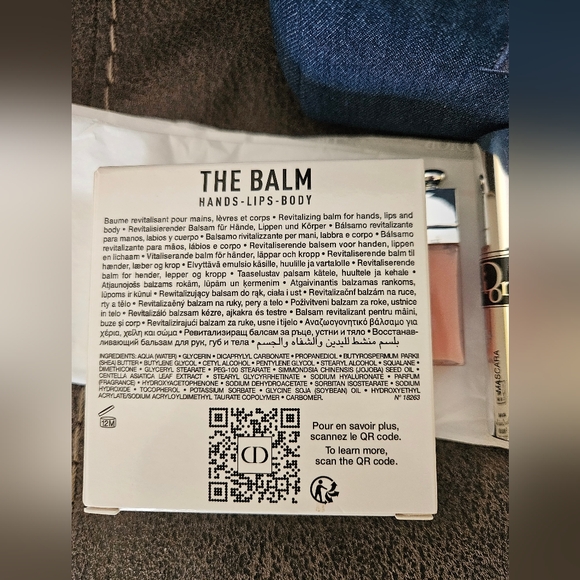 THE BALM
HANDS-LIPS-BODY
Baume revitalisant pour mains, lèvres et corps • Revitalizing balm for hands, lips and
body • Revitalisierender Balsam für Hände, Lippen und Körper • Bálsamo revitalizante
para manos, labios y cuerpo • Balsamo rivitalizzante per mani, labbra e corpo • Bálsamo
revitalizante para mãos, lábios e corpo • Revitaliserende balsem voor handen, lippen
en lichaam • Vitaliserande balm för händer, läppar och kropp • Revitaliserende balm til
hænder, læber og krop • Elvyttävä emulsio käsille, huulille ja vartalolle • Revitaliserende
balm for hender, lepper og kropp • Taaselustav palsam kätele, huultele ja kehale •
Atjaunojošs balzams rokām, lūpām un ķermenim • Atgaivinantis balzamas rankoms,
lūpoms ir kūnui • Rewitalizujący balsam do rąk, ciała i ust • Revitalizační balzám na ruce,
rty a tělo • Revitalizačný balzam na ruky, pery a telo • Poživitveni balzam za roke, ustnice
in telo • Revitalizáló balzsam kézre, ajkakra és testre • Balsam revitalizant pentru mâini,
buze și corp • Revitalizirajući balzam za ruke, usne i tijelo • Αναζωογονητικό βάλσαμο για
χέρια, χείλη και σώμα • Ревитализиращ балсам за ръце, устни и тяло • Восстанав-
ливающий бальзам для рук, губ и тела • بلسم منشط لليدين والشفاه والجسم
INGREDIENTS: AQUA (WATER) • GLYCERIN • DICAPRYLYL CARBONATE • PROPANEDIOL • BUTYROSPERMUM PARKII
(SHEA) BUTTER • BUTYLENE GLYCOL • CETYL ALCOHOL • PENTYLENE GLYCOL • STEARYL ALCOHOL • SQUALANE •
DIMETHICONE • GLYCERYL STEARATE • PEG-100 STEARATE • SIMMONDSIA CHINENSIS (JOJOBA) SEED OIL •
CENTELLA ASIATICA LEAF EXTRACT • STEARYL GLYCYRRHETINATE • SODIUM HYALURONATE • PARFUM
(FRAGRANCE) • HYDROXYACETOPHENONE • SODIUM DEHYDROACETATE • SORBITAN ISOSTEARATE • SODIUM
HYDROXIDE • TOCOPHEROL • POTASSIUM SORBATE • GLYCINE SOJA (SOYBEAN) OIL • HYDROXYETHYL
ACRYLATE/SODIUM ACRYLOYLDIMETHYL TAURATE COPOLYMER • CARBOMER. N° 18263
12M
CD
Pour en savoir plus,
scannez le QR code.
To learn more,
scan the QR code.
MASCARA